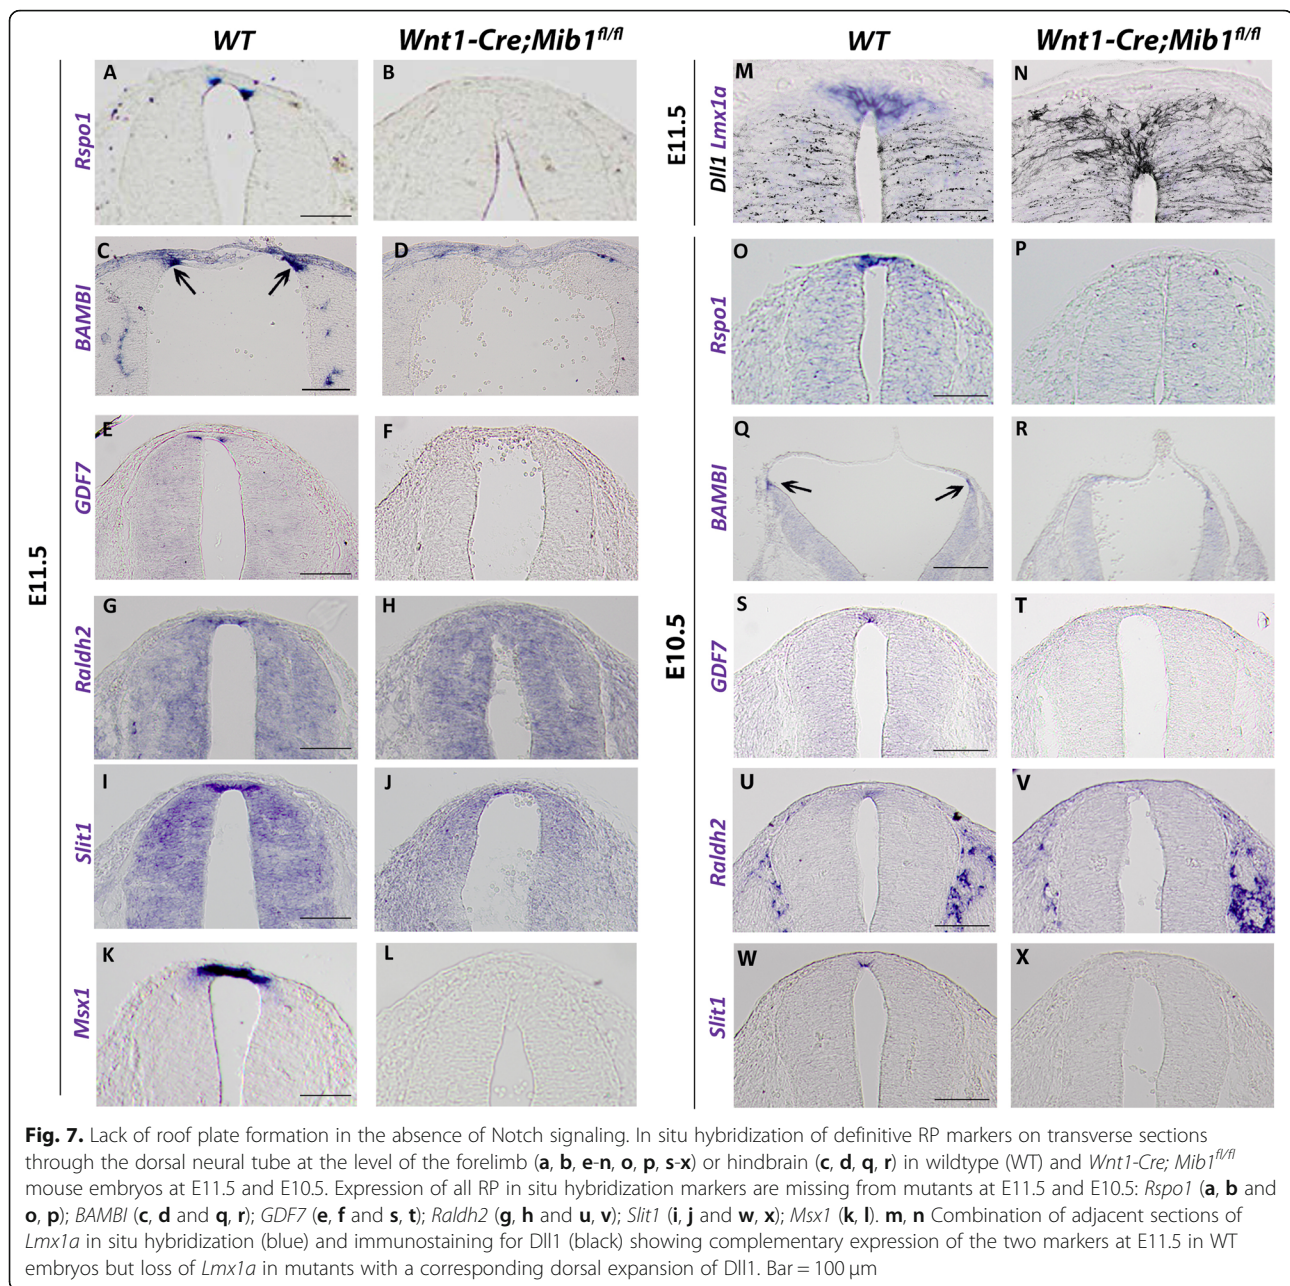 WT
Wnt1-Cre;Mib1fl/fl
WT
Wnt1-Cre;Mib1fl/fl
E11.5
Rspo1
A
B
BAMBI
C
D
GDF7
E
F
Raldh2
G
H
Slit1
I
J
Msx1
K
L
E11.5
Dll1 Lmx1a
M
N
E10.5
Rspo1
O
P
BAMBI
Q
R
GDF7
S
T
Raldh2
U
V
Slit1
W
X
Fig. 7. Lack of roof plate formation in the absence of Notch signaling. In situ hybridization of definitive RP markers on transverse sections
through the dorsal neural tube at the level of the forelimb (a, b, e-n, o, p, s-x) or hindbrain (c, d, q, r) in wildtype (WT) and Wnt1-Cre; Mib1fl/fl
mouse embryos at E11.5 and E10.5. Expression of all RP in situ hybridization markers are missing from mutants at E11.5 and E10.5: Rspo1 (a, b and
o, p); BAMBI (c, d and q, r); GDF7 (e, f and s, t); Raldh2 (g, h and u, v); Slit1 (i, j and w, x); Msx1 (k, l). m, n Combination of adjacent sections of
Lmx1a in situ hybridization (blue) and immunostaining for Dll1 (black) showing complementary expression of the two markers at E11.5 in WT
embryos but loss of Lmx1a in mutants with a corresponding dorsal expansion of Dll1. Bar = 100 μm